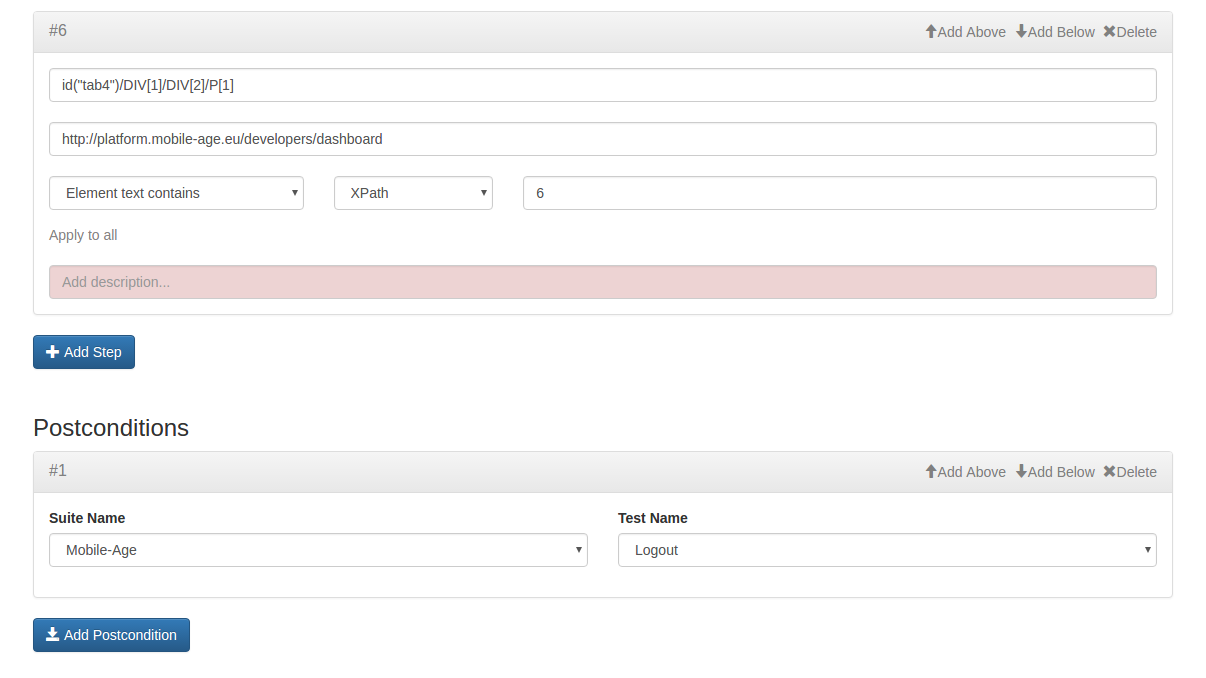 #6
Add Above Add Below Delete
id("tab4")/DIV[1]/DIV[2]/P[1]
http://platform.mobile-age.eu/developers/dashboard
Element text contains XPath 6
Apply to all
Add description...
Add Step
Postconditions
#1
Add Above Add Below Delete
Suite Name Test Name
Mobile-Age Logout
Add Postcondition